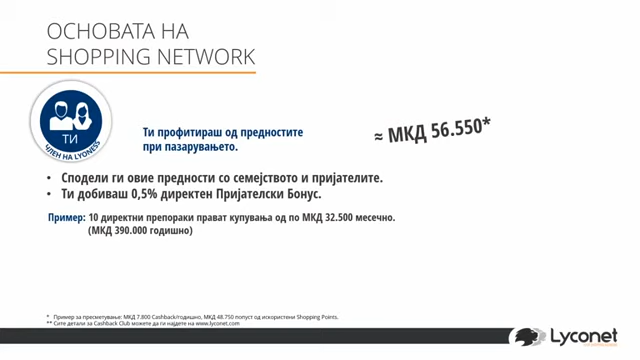 ОСНОВАТА НА
SHOPPING NETWORK
ТИ
ЧЛЕН НА LYONESS
Ти профитираш од предностите
при пазарувањето.
≈ МКД 56.550*
• Сподели ги овие предности со семејството и пријателите.
• Ти добиваш 0,5% директен Пријателски Бонус.
Пример: 10 директни препораки прават купувања од по МКД 32.500 месечно.
(МКД 390.000 годишно)
* Пример за пресметување: МКД 7.800 Cashback/годишно, МКД 48.750 попуст од искористени Shopping Points.
** Сите детали за Cashback Club можете да ги најдете на www.lyconet.com
Lyconet